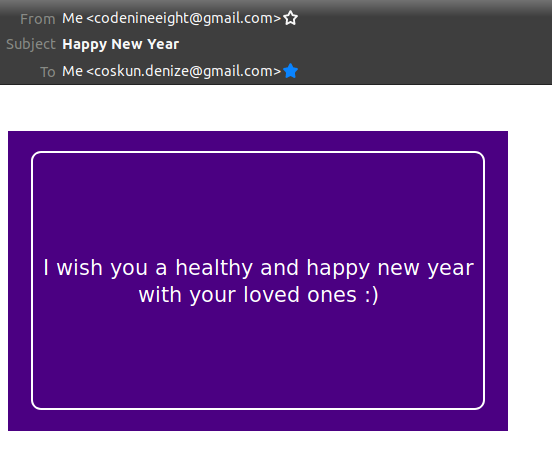 From Me <codenineeight@gmail.com>
Subject Happy New Year
To Me <coskun.denize@gmail.com>
I wish you a healthy and happy new year
with your loved ones :)